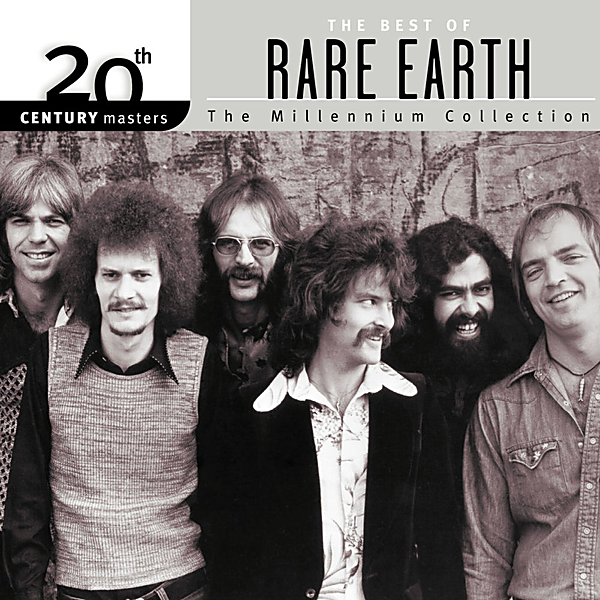 THE BEST OF
RARE EARTH
The Millennium Collection
20th
CENTURY masters